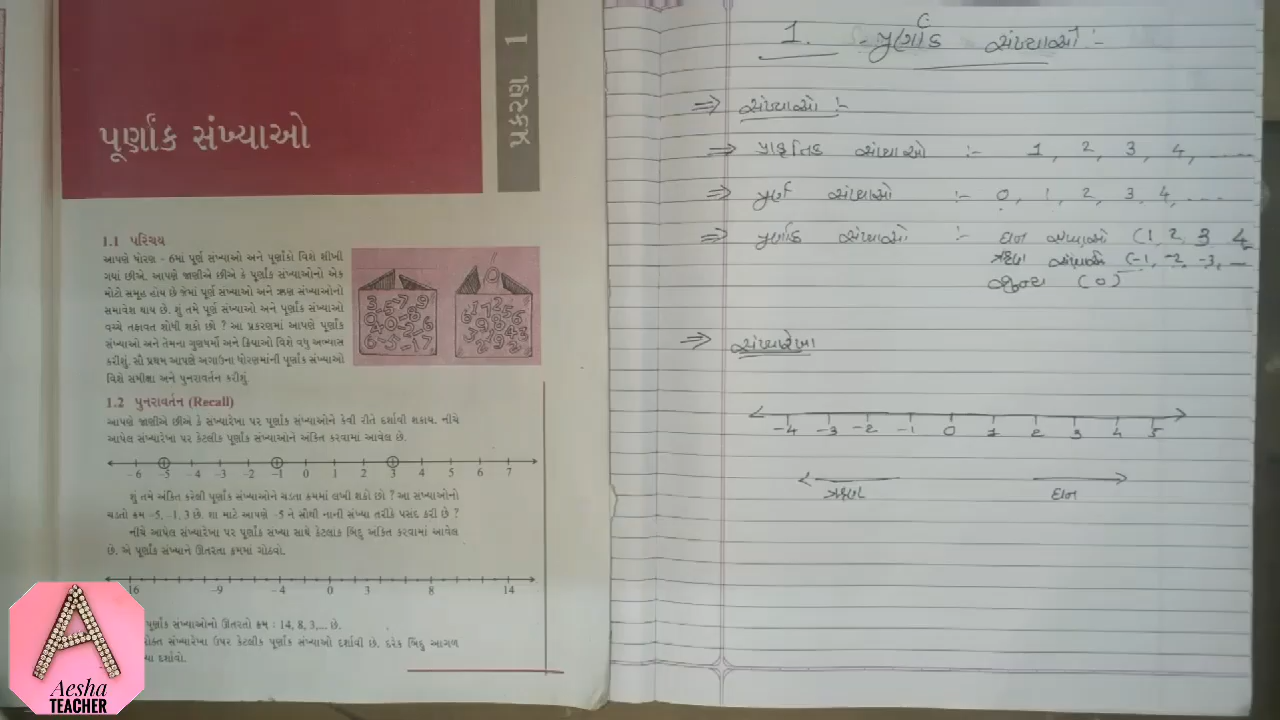 પૂર્ણાંક સંખ્યાઓ
પ્રકરણ 1
1.1 પરિચય
આપણે ધોરણ - 6માં પૂર્ણ સંખ્યાઓ અને પૂર્ણાંકો વિશે શીખી
ગયાં છીએ. આપણે જાણીએ છીએ કે પૂર્ણાંક સંખ્યાઓનો એક
મોટો સમૂહ હોય છે જેમાં પૂર્ણ સંખ્યાઓ અને ઋણ સંખ્યાઓનો
સમાવેશ થાય છે. શું તમે પૂર્ણ સંખ્યાઓ અને પૂર્ણાંક સંખ્યાઓ
વચ્ચે તફાવત શોધી શકો છો ? આ પ્રકરણમાં આપણે પૂર્ણાંક
સંખ્યાઓ અને તેમના ગુણધર્મો અને ક્રિયાઓ વિશે વધુ અભ્યાસ
કરીશું. સૌ પ્રથમ આપણે અગાઉના ધોરણમાંની પૂર્ણાંક સંખ્યાઓ
વિશે સમીક્ષા અને પુનરાવર્તન કરીશું.
1.2 પુનરાવર્તન (Recall)
આપણે જાણીએ છીએ કે સંખ્યારેખા પર પૂર્ણાંક સંખ્યાઓને કેવી રીતે દર્શાવી શકાય. નીચે
આપેલ સંખ્યારેખા પર કેટલીક પૂર્ણાંક સંખ્યાઓને અંકિત કરવામાં આવેલ છે.
-6 -5 -4 -3 -2 -1 0 1 2 3 4 5 6 7
શું તમે અંકિત કરેલી પૂર્ણાંક સંખ્યાઓને ચડતા ક્રમમાં લખી શકો છો ? આ સંખ્યાઓનો
ચડતો ક્રમ -5, -1, 3 છે. શા માટે આપણે -5 ને સૌથી નાની સંખ્યા તરીકે પસંદ કરી છે ?
નીચે આપેલ સંખ્યારેખા પર પૂર્ણાંક સંખ્યા સાથે કેટલાંક બિંદુ અંકિત કરવામાં આવેલ
છે. એ પૂર્ણાંક સંખ્યાને ઊતરતા ક્રમમાં ગોઠવો.
16 -9 -4 0 3 8 14
પૂર્ણાંક સંખ્યાઓનો ઊતરતો ક્રમ : 14, 8, 3,... છે.
સંખ્યારેખા ઉપર કેટલીક પૂર્ણાંક સંખ્યાઓ દર્શાવી છે. દરેક બિંદુ આગળ
દર્શાવો.
A
Aesha
TEACHER
1. પૂર્ણાંક સંખ્યાઓ :-
⇒ સંખ્યાઓ :-
⇒ પ્રાકૃતિક સંખ્યાઓ :- 1, 2, 3, 4, ......
⇒ પૂર્ણ સંખ્યાઓ :- 0, 1, 2, 3, 4, ....
⇒ પૂર્ણાંક સંખ્યાઓ :- ધન સંખ્યાઓ (1, 2, 3, 4
ઋણ સંખ્યાઓ (-1, -2, -3, ...
શૂન્ય (0)
⇒ સંખ્યારેખા
-4 -3 -2 -1 0 1 2 3 4 5
ઋણ ધન